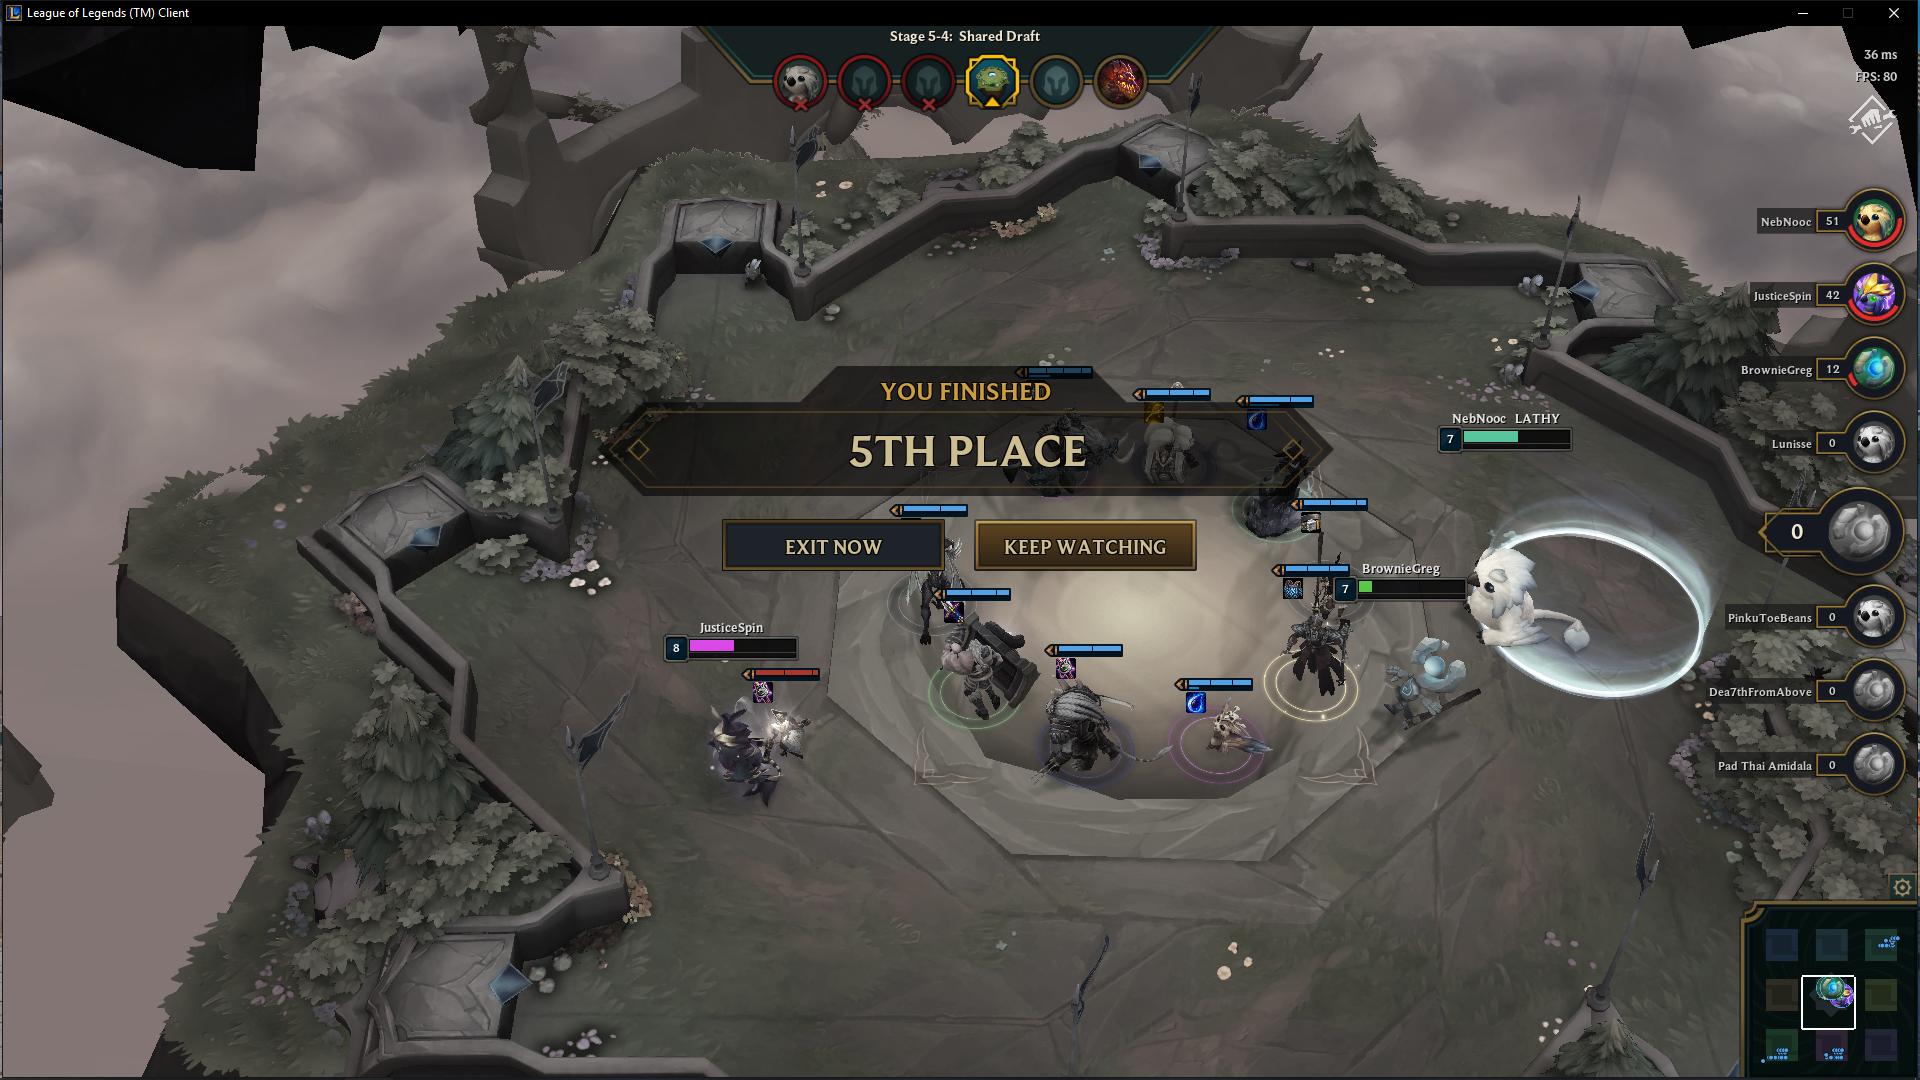 League of Legends (TM) Client
Stage 5-4: Shared Draft
36 ms
FPS: 80
NebNooc 51
JusticeSpin 42
YOU FINISHED
BrownieGreg 12
5TH PLACE
NebNooc LATHY
7
Lunisse 0
EXIT NOW
KEEP WATCHING
0
BrownieGreg
7
JusticeSpin
8
PinkuToeBeans 0
Dea7thFromAbove 0
Pad Thai Amidala 0